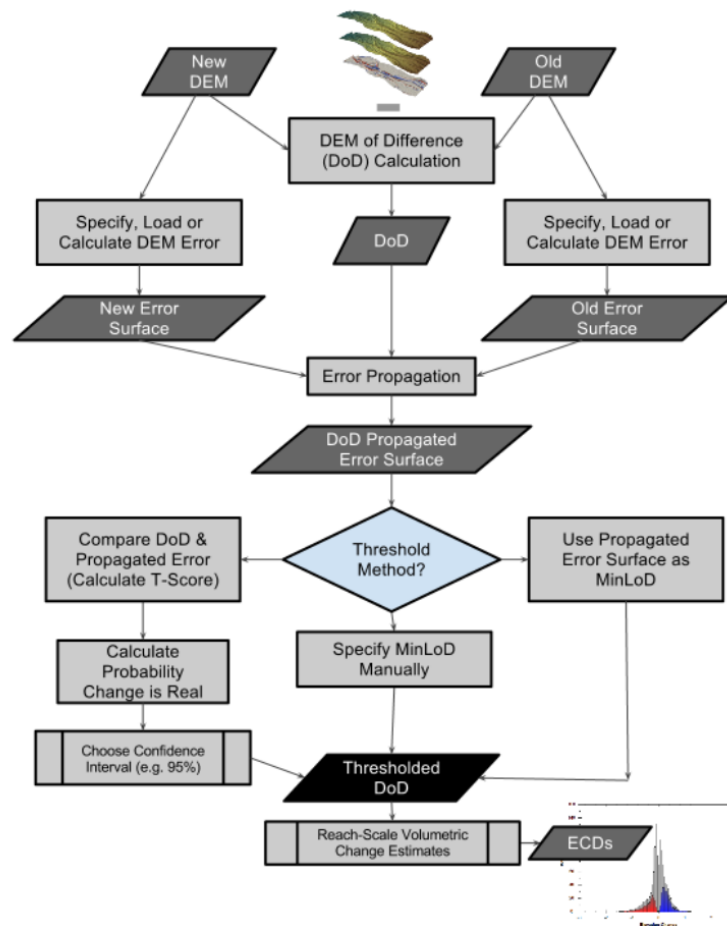 New
DEM
Old
DEM
DEM of Difference
(DoD) Calculation
Specify, Load or
Calculate DEM Error
DoD
Specify, Load or
Calculate DEM Error
New Error
Surface
Old Error
Surface
Error Propagation
DoD Propagated
Error Surface
Compare DoD &
Propagated Error
(Calculate T-Score)
Threshold
Method?
Use Propagated
Error Surface as
MinLoD
Calculate
Probability
Change is Real
Specify MinLoD
Manually
Choose Confidence
Interval (e.g. 95%)
Thresholded
DoD
Reach-Scale Volumetric
Change Estimates
ECDs